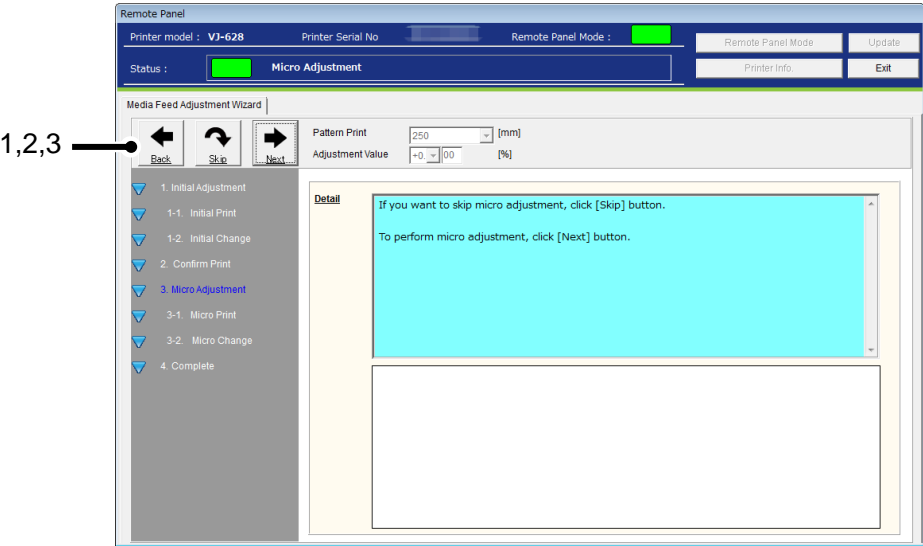 Remote Panel
Printer model : VJ-628 Printer Serial No Remote Panel Mode :
Remote Panel Mode Update
Status : Micro Adjustment
Printer Info. Exit
Media Feed Adjustment Wizard
1,2,3
Back Skip Next
Pattern Print 250 [mm]
Adjustment Value +0. 00 [%]
1. Initial Adjustment
1-1. Initial Print
1-2. Initial Change
2. Confirm Print
3. Micro Adjustment
3-1. Micro Print
3-2. Micro Change
4. Complete
Detail
If you want to skip micro adjustment, click [Skip] button.
To perform micro adjustment, click [Next] button.